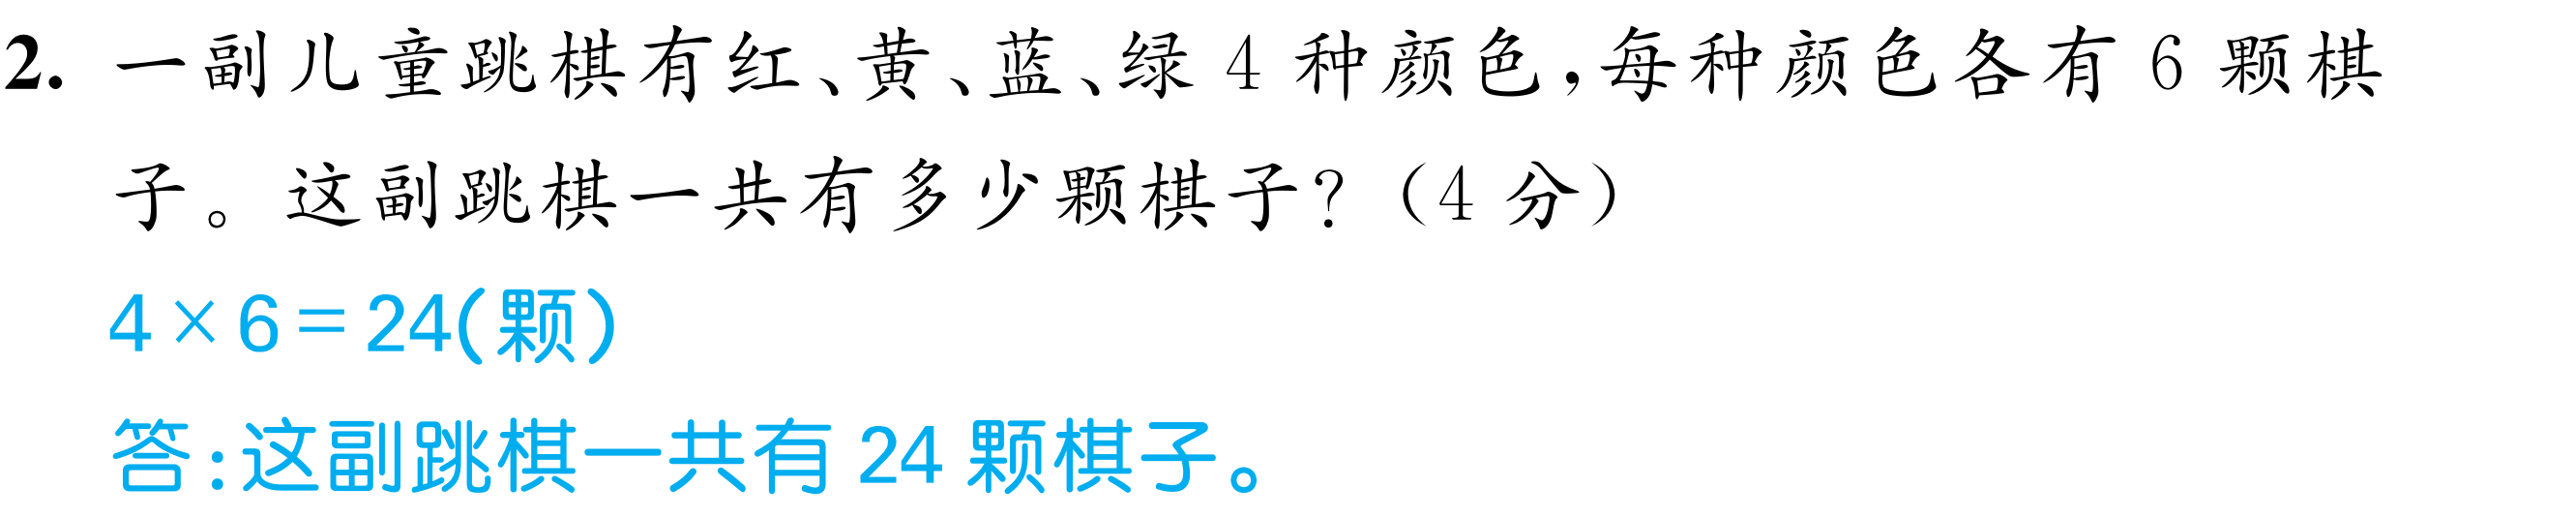 2. 一副儿童跳棋有红、黄、蓝、绿 4 种颜色,每种颜色各有 6 颗棋
子。这副跳棋一共有多少颗棋子?(4 分)
4×6=24(颗)
答:这副跳棋一共有 24 颗棋子。